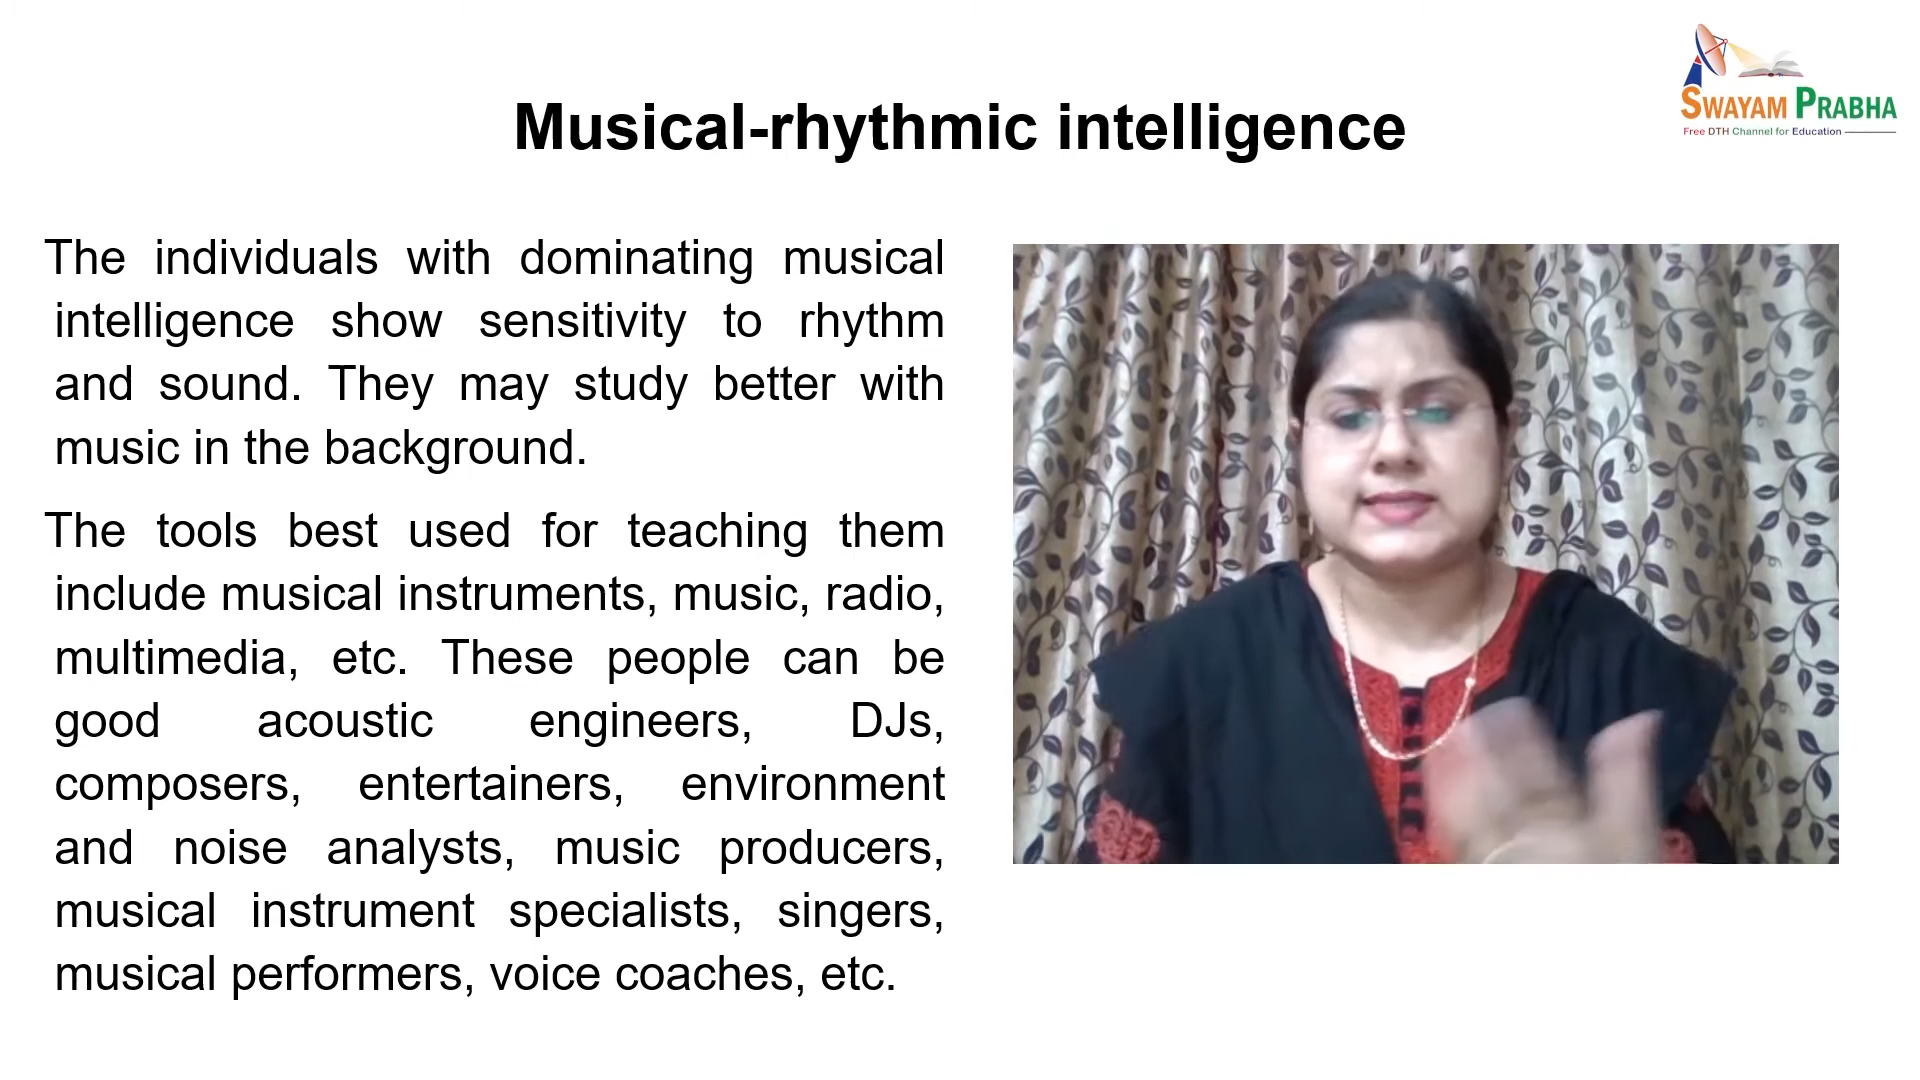 SWAYAM PRABHA
Free DTH Channel for Education
Musical-rhythmic intelligence
The individuals with dominating musical
intelligence show sensitivity to rhythm
and sound. They may study better with
music in the background.
The tools best used for teaching them
include musical instruments, music, radio,
multimedia, etc. These people can be
good acoustic engineers, DJs,
composers, entertainers, environment
and noise analysts, music producers,
musical instrument specialists, singers,
musical performers, voice coaches, etc.